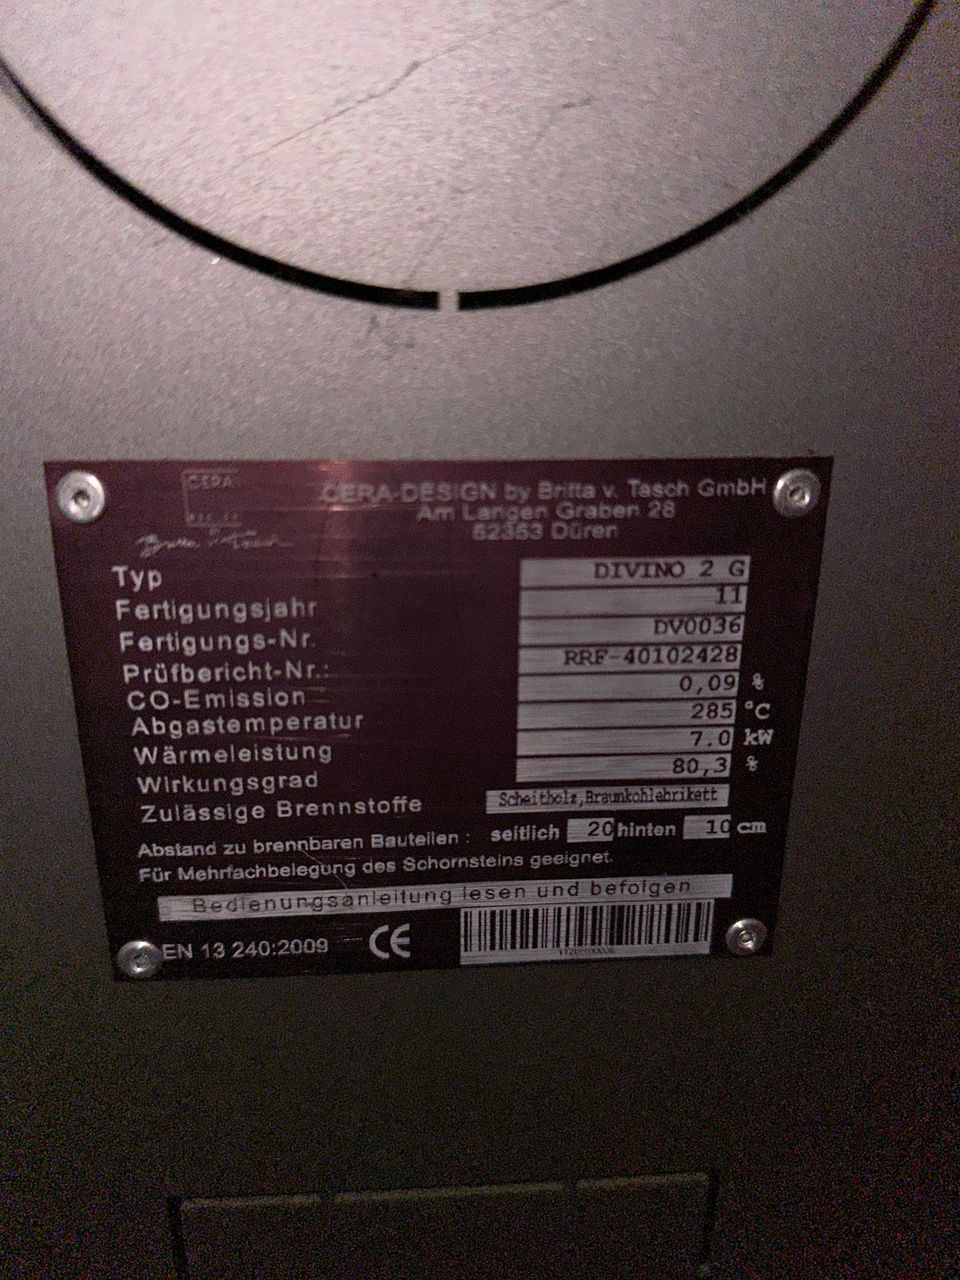 CERA
CERA-DESIGN by Britta v. Tasch GmbH
Am Langen Graben 28
52353 Düren
Typ DIVINO 2 G
Fertigungsjahr 11
Fertigungs-Nr. DV0036
Prüfbericht-Nr.: RRF-40102428
CO-Emission 0,09 %
Abgastemperatur 285 °C
Wärmeleistung 7.0 kW
Wirkungsgrad 80,3 %
Zulässige Brennstoffe Scheitholz,Braunkohlebrikett
Abstand zu brennbaren Bauteilen : seitlich 20 hinten 10 cm
Für Mehrfachbelegung des Schornsteins geeignet.
Bedienungsanleitung lesen und befolgen
EN 13 240:2009 CE